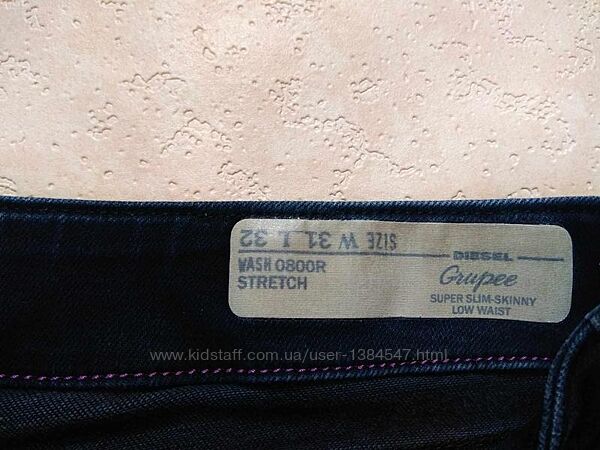 SIZE W 31 L 32
WASH 0800R
STRETCH
DIESEL
Grupee
SUPER SLIM-SKINNY
LOW WAIST
www.kidstaff.com.ua/user-1384547.html